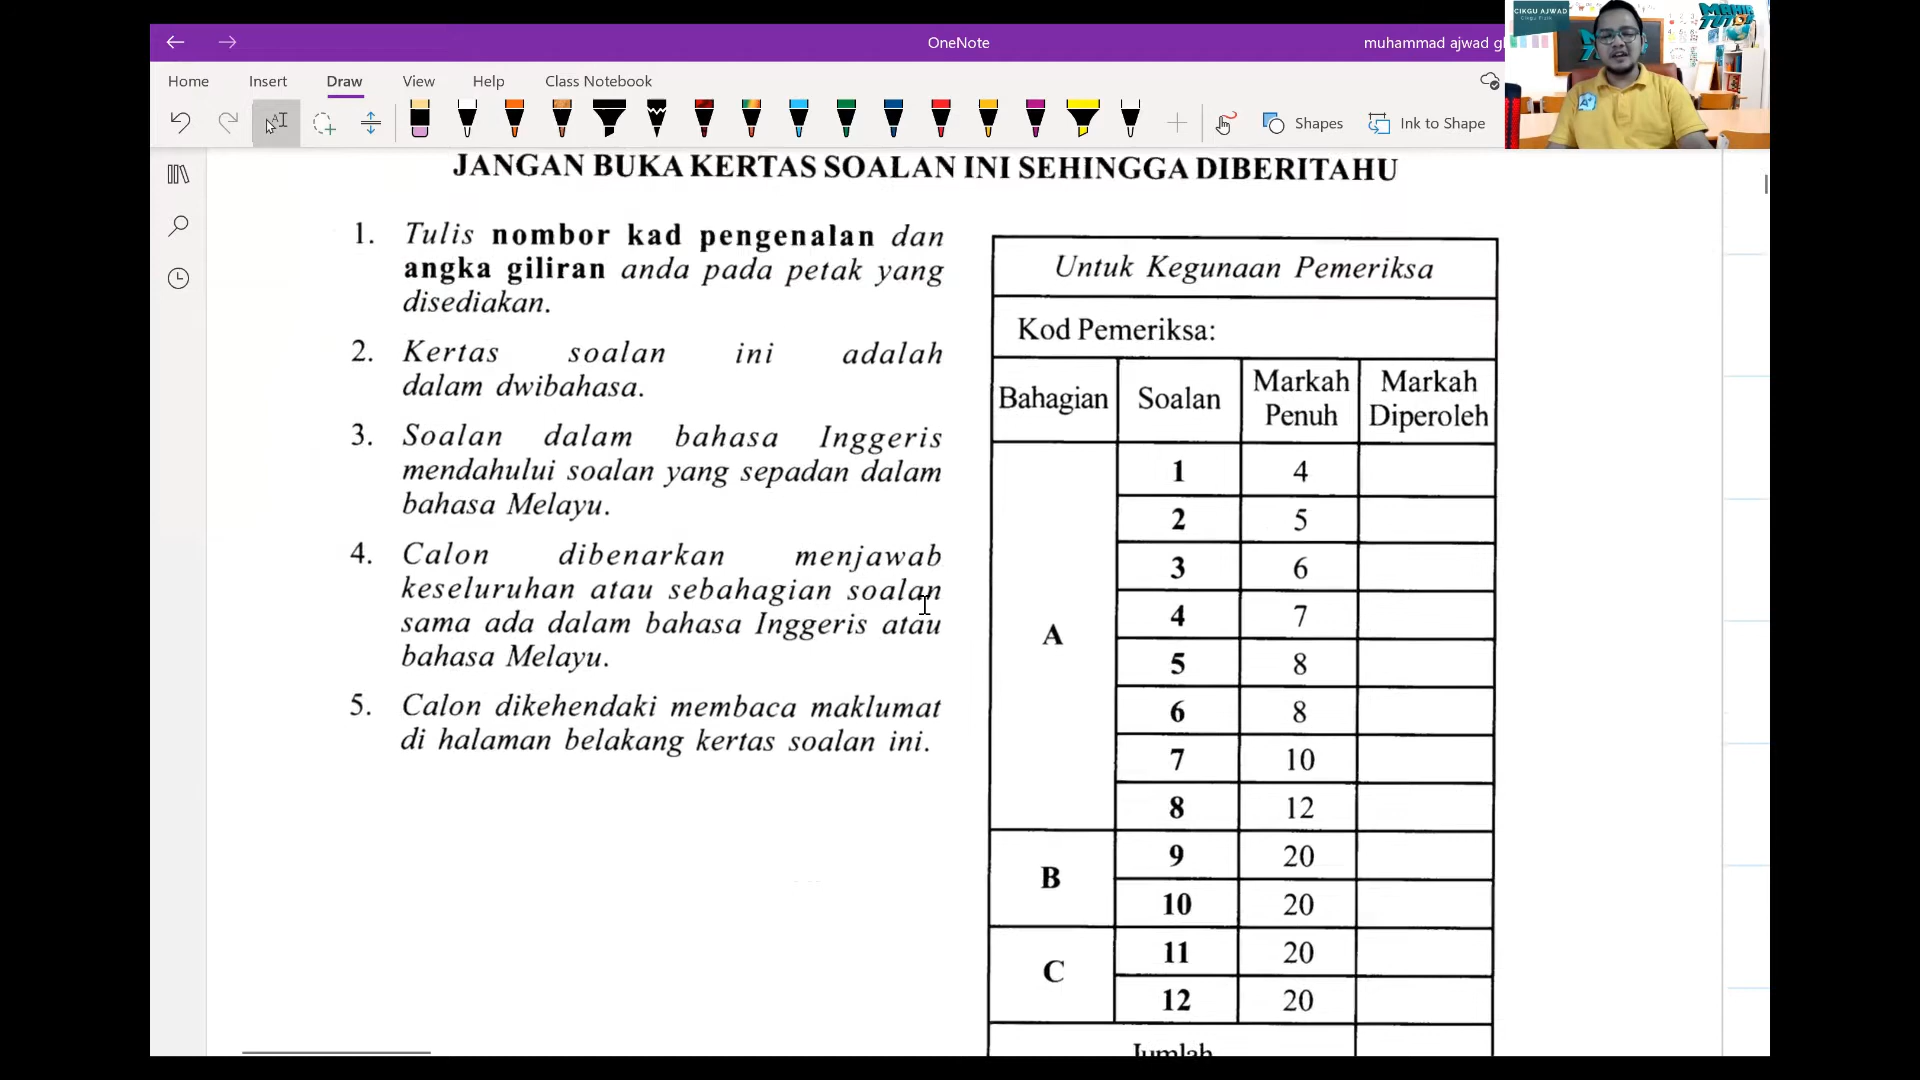 CIKGU AJWAD
Cikgu Fizik
OneNote
muhammad ajwad gh
Home Insert Draw View Help Class Notebook
Shapes Ink to Shape
JANGAN BUKA KERTAS SOALAN INI SEHINGGA DIBERITAHU
1. Tulis nombor kad pengenalan dan
angka giliran anda pada petak yang
disediakan.
2. Kertas soalan ini adalah
dalam dwibahasa.
3. Soalan dalam bahasa Inggeris
mendahului soalan yang sepadan dalam
bahasa Melayu.
4. Calon dibenarkan menjawab
keseluruhan atau sebahagian soalan
sama ada dalam bahasa Inggeris atau
bahasa Melayu.
5. Calon dikehendaki membaca maklumat
di halaman belakang kertas soalan ini.
Untuk Kegunaan Pemeriksa
Kod Pemeriksa:
Bahagian Soalan Markah Penuh Markah Diperoleh
A
1 4
2 5
3 6
4 7
5 8
6 8
7 10
8 12
B
9 20
10 20
C
11 20
12 20
Jumlah